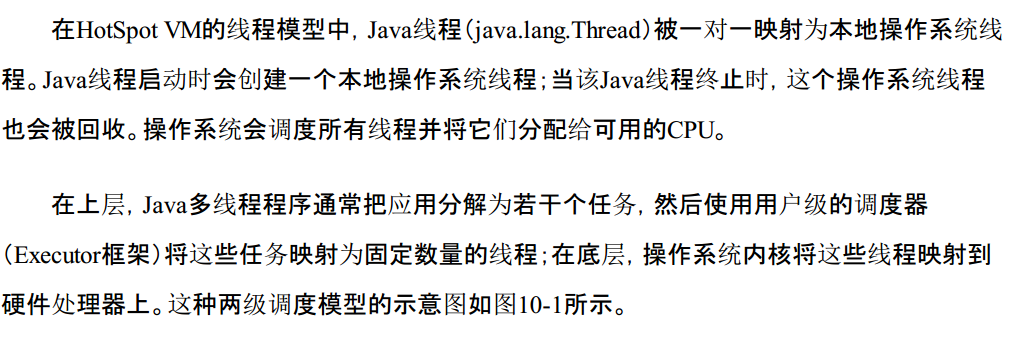 在HotSpot VM的线程模型中，Java线程（java.lang.Thread）被一对一映射为本地操作系统线
程。Java线程启动时会创建一个本地操作系统线程；当该Java线程终止时，这个操作系统线程
也会被回收。操作系统会调度所有线程并将它们分配给可用的CPU。
在上层，Java多线程程序通常把应用分解为若干个任务，然后使用用户级的调度器
（Executor框架）将这些任务映射为固定数量的线程；在底层，操作系统内核将这些线程映射到
硬件处理器上。这种两级调度模型的示意图如图10-1所示。